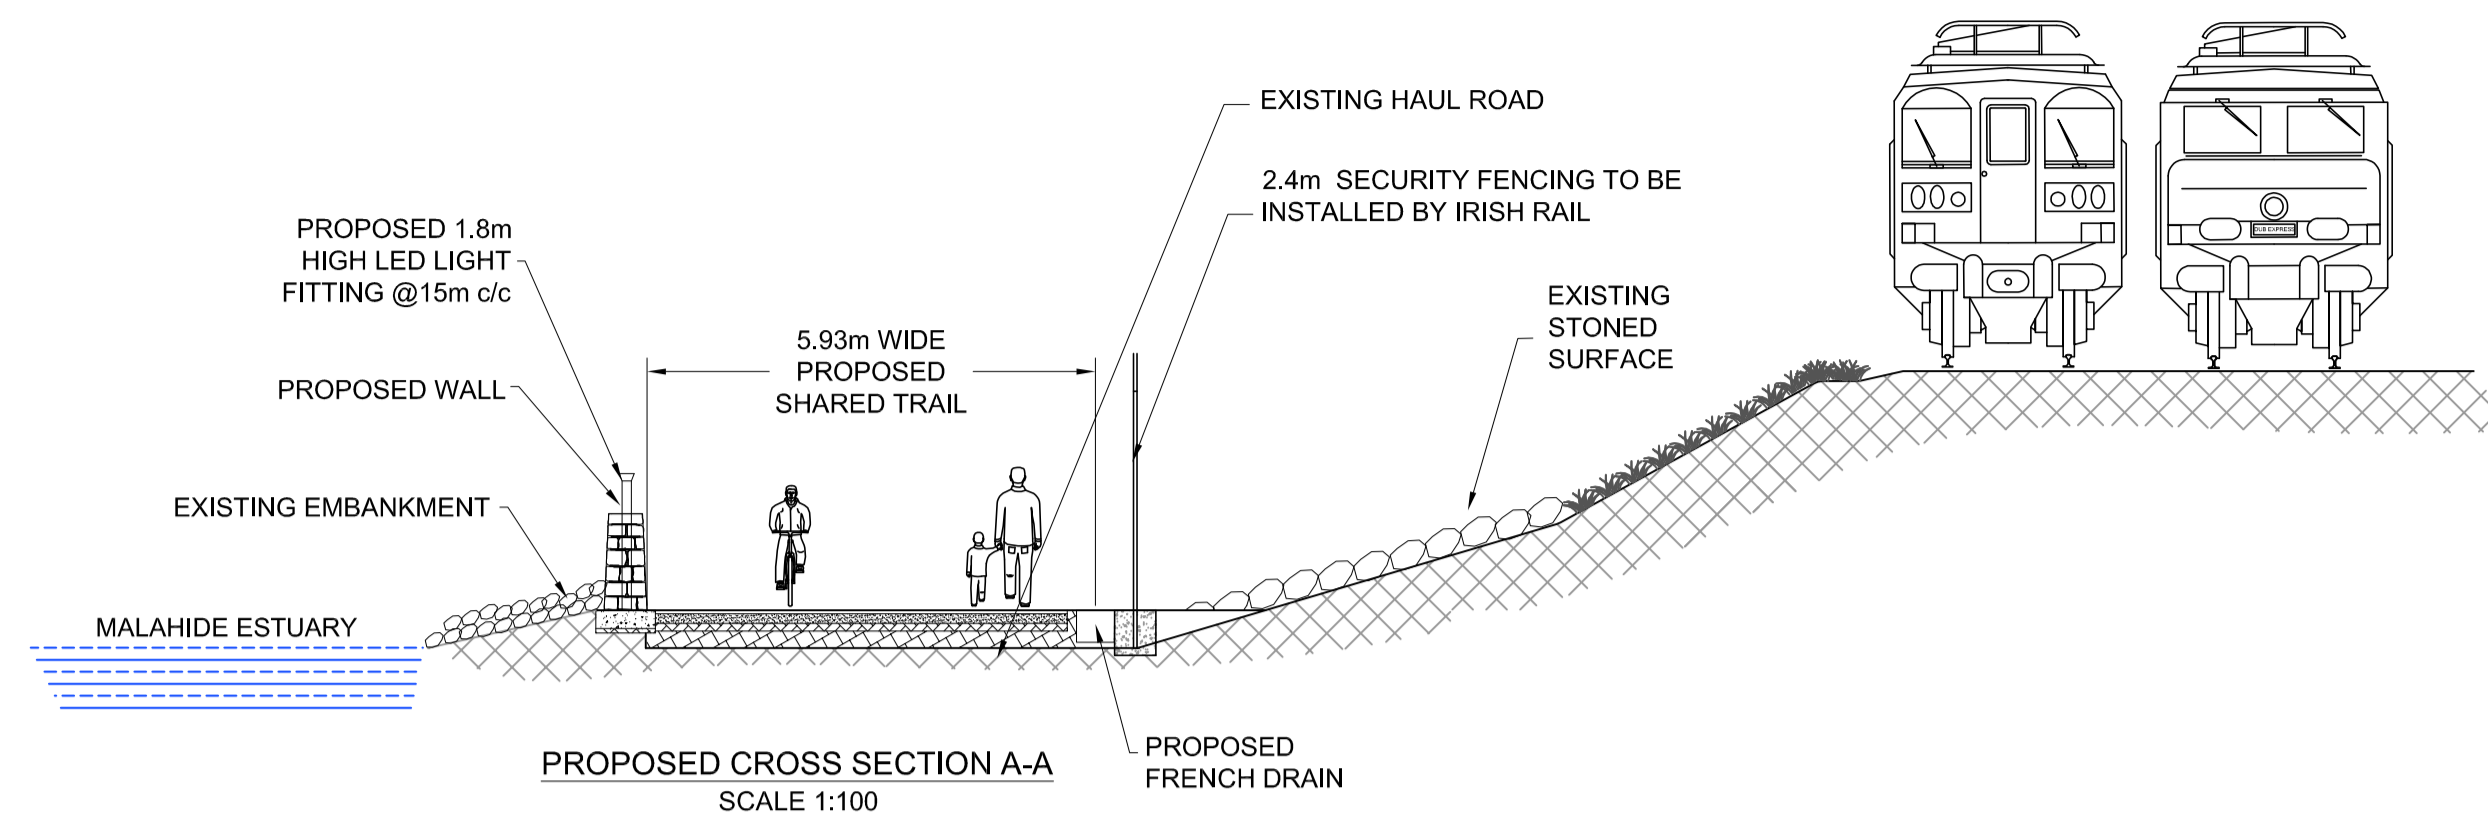 EXISTING HAUL ROAD
2.4m SECURITY FENCING TO BE
INSTALLED BY IRISH RAIL
PROPOSED 1.8m
HIGH LED LIGHT
FITTING @15m c/c
DUB EXPRESS
EXISTING
STONED
SURFACE
5.93m WIDE
PROPOSED
SHARED TRAIL
PROPOSED WALL
EXISTING EMBANKMENT
MALAHIDE ESTUARY
PROPOSED
FRENCH DRAIN
PROPOSED CROSS SECTION A-A
SCALE 1:100